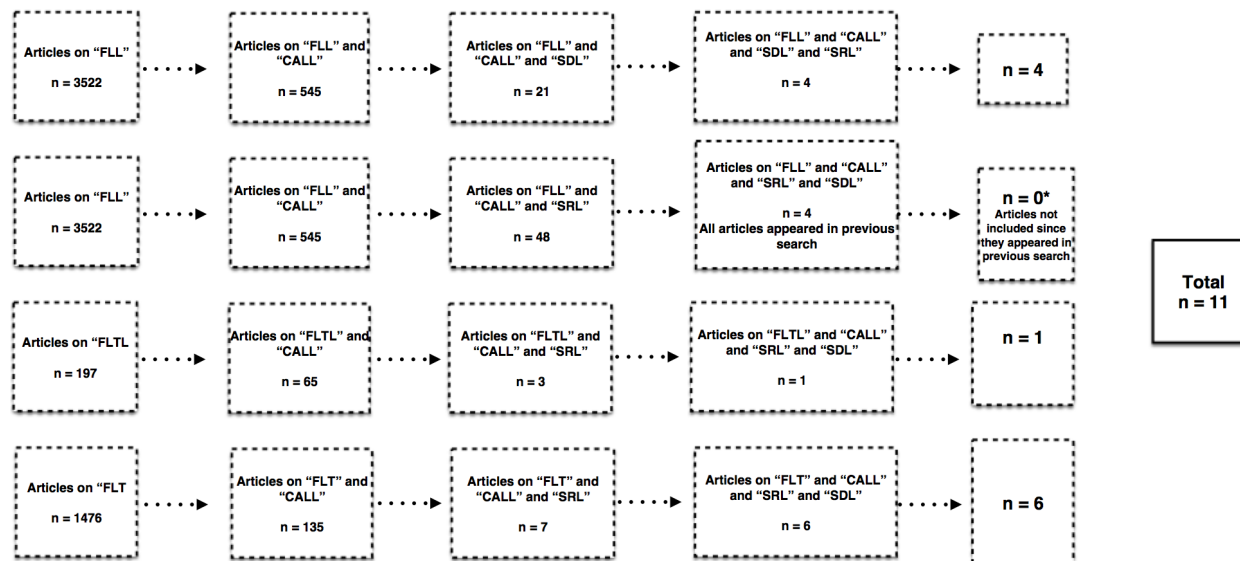 Articles on “FLL”
n = 3522
Articles on “FLL” and
“CALL”
n = 545
Articles on “FLL” and
“CALL” and “SDL”
n = 21
Articles on “FLL” and “CALL”
and “SDL” and “SRL”
n = 4
n = 4
Articles on “FLL”
n = 3522
Articles on “FLL” and
“CALL”
n = 545
Articles on “FLL” and
“CALL” and “SRL”
n = 48
Articles on “FLL” and “CALL”
and “SRL” and “SDL”
n = 4
All articles appeared in previous
search
n = 0*
Articles not
included since
they appeared in
previous search
Articles on “FLTL
n = 197
Articles on “FLTL” and
“CALL”
n = 65
Articles on “FLTL” and
“CALL” and “SRL”
n = 3
Articles on “FLTL” and “CALL”
and “SRL” and “SDL”
n = 1
n = 1
Articles on “FLT
n = 1476
Articles on “FLT” and
“CALL”
n = 135
Articles on “FLT” and
“CALL” and “SRL”
n = 7
Articles on “FLT” and “CALL”
and “SRL” and “SDL”
n = 6
n = 6
Total
n = 11